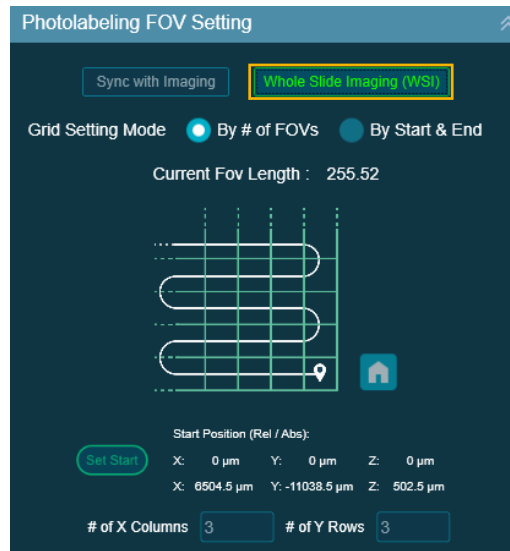 Photolabeling FOV Setting
Sync with Imaging Whole Slide Imaging (WSI)
Grid Setting Mode By # of FOVs By Start & End
Current Fov Length : 255.52
Start Position (Rel / Abs):
Set Start X: 0 µm Y: 0 µm Z: 0 µm
X: 6504.5 µm Y: -11038.5 µm Z: 502.5 µm
# of X Columns 3 # of Y Rows 3